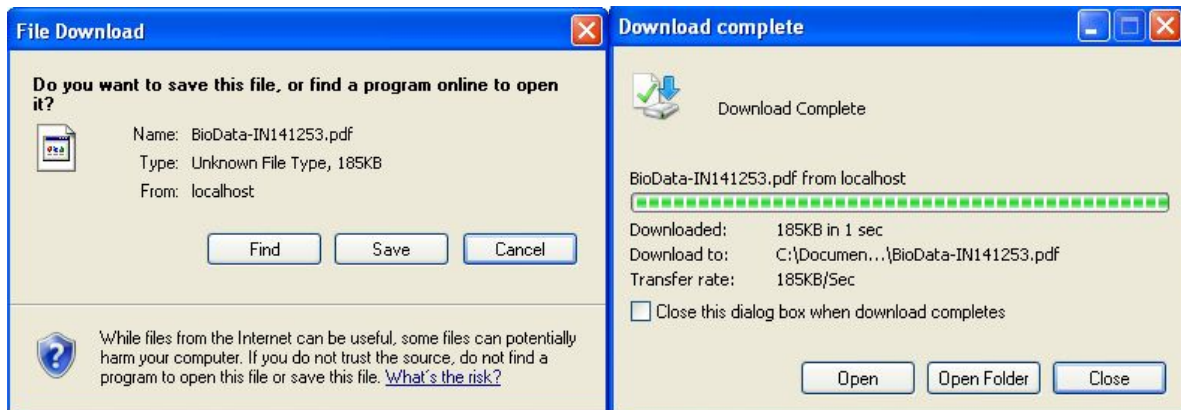 File Download
Do you want to save this file, or find a program online to open
it?
Name: BioData-IN141253.pdf
Type: Unknown File Type, 185KB
From: localhost
Find Save Cancel
While files from the Internet can be useful, some files can potentially
harm your computer. If you do not trust the source, do not find a
program to open this file or save this file. What's the risk?
Download complete
Download Complete
BioData-IN141253.pdf from localhost
Downloaded: 185KB in 1 sec
Download to: C:\Documen...\BioData-IN141253.pdf
Transfer rate: 185KB/Sec
Close this dialog box when download completes
Open Open Folder Close